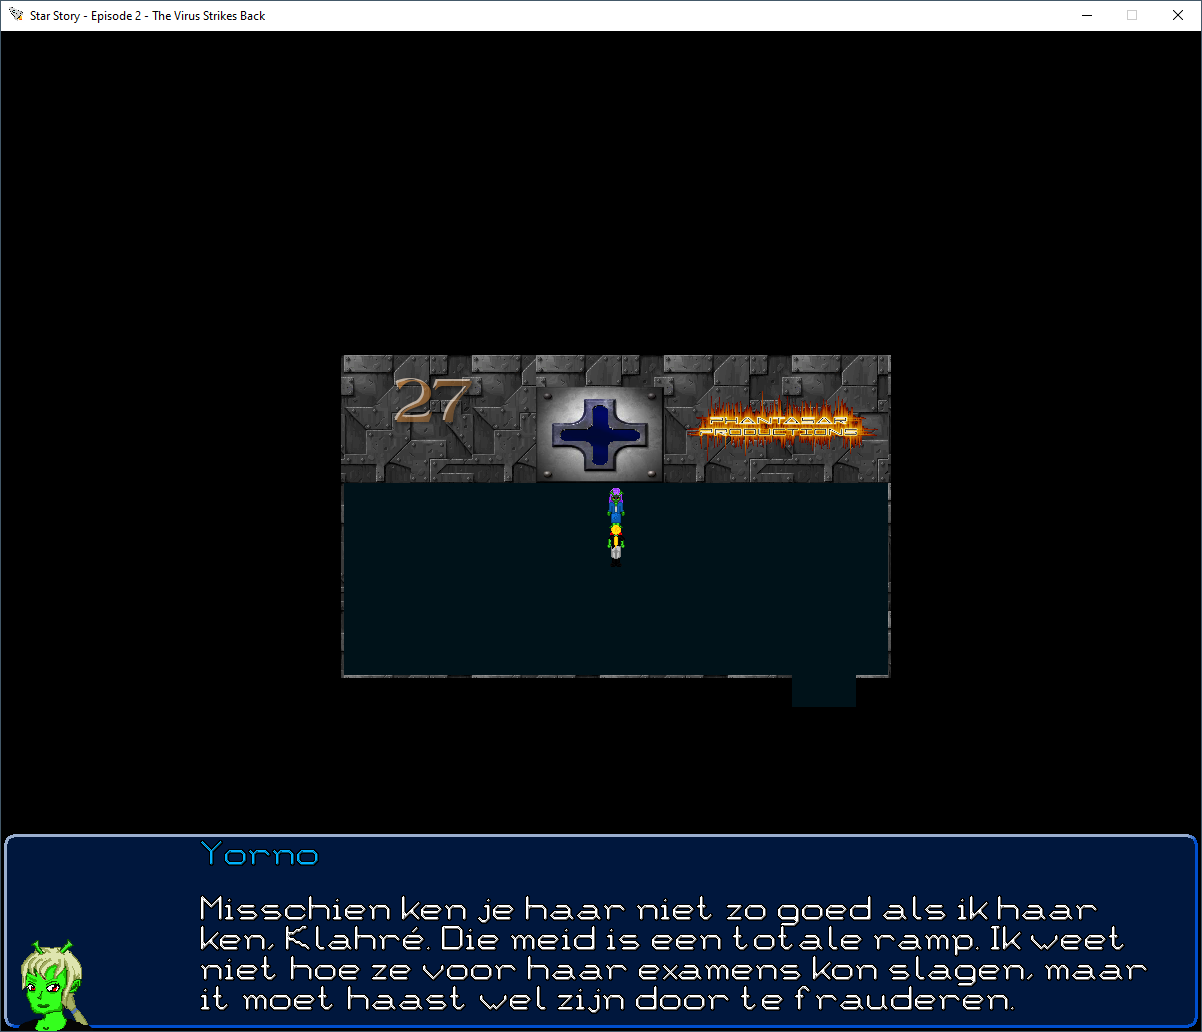 Star Story - Episode 2 - The Virus Strikes Back
27
PHANTASAR
PRODUCTIONS
Yorno
Misschien ken je haar niet zo goed als ik haar
ken, Klahré. Die meid is een totale ramp. Ik weet
niet hoe ze voor haar examens kon slagen, maar
it moet haast wel zijn door te frauderen.